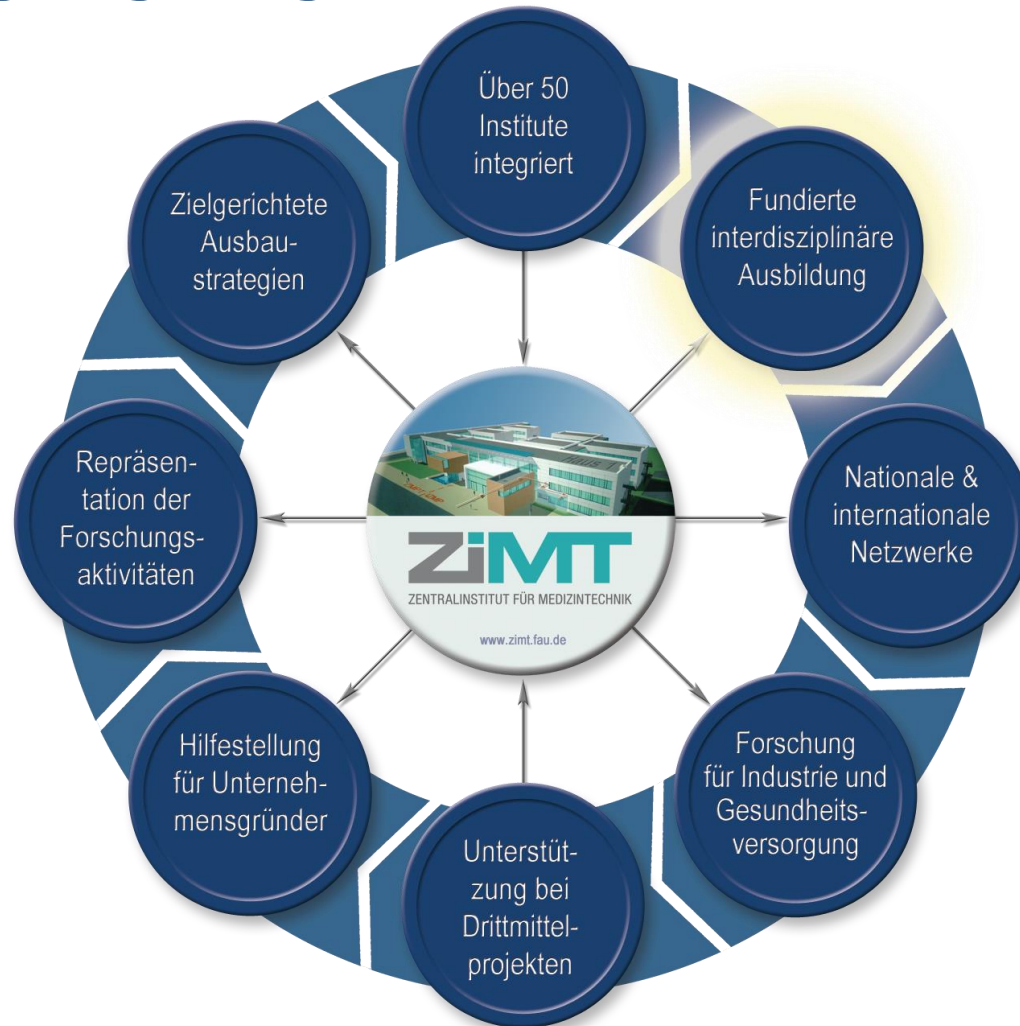 Über 50
Institute
integriert
Fundierte
interdisziplinäre
Ausbildung
Nationale &
internationale
Netzwerke
Forschung
für Industrie und
Gesundheits-
versorgung
Unterstüt-
zung bei
Drittmittel-
projekten
Hilfestellung
für Unterneh-
mensgründer
Repräsen-
tation der
Forschungs-
aktivitäten
Zielgerichtete
Ausbau-
strategien
HAUS 1
ZiMT
ZENTRALINSTITUT FÜR MEDIZINTECHNIK
www.zimt.fau.de